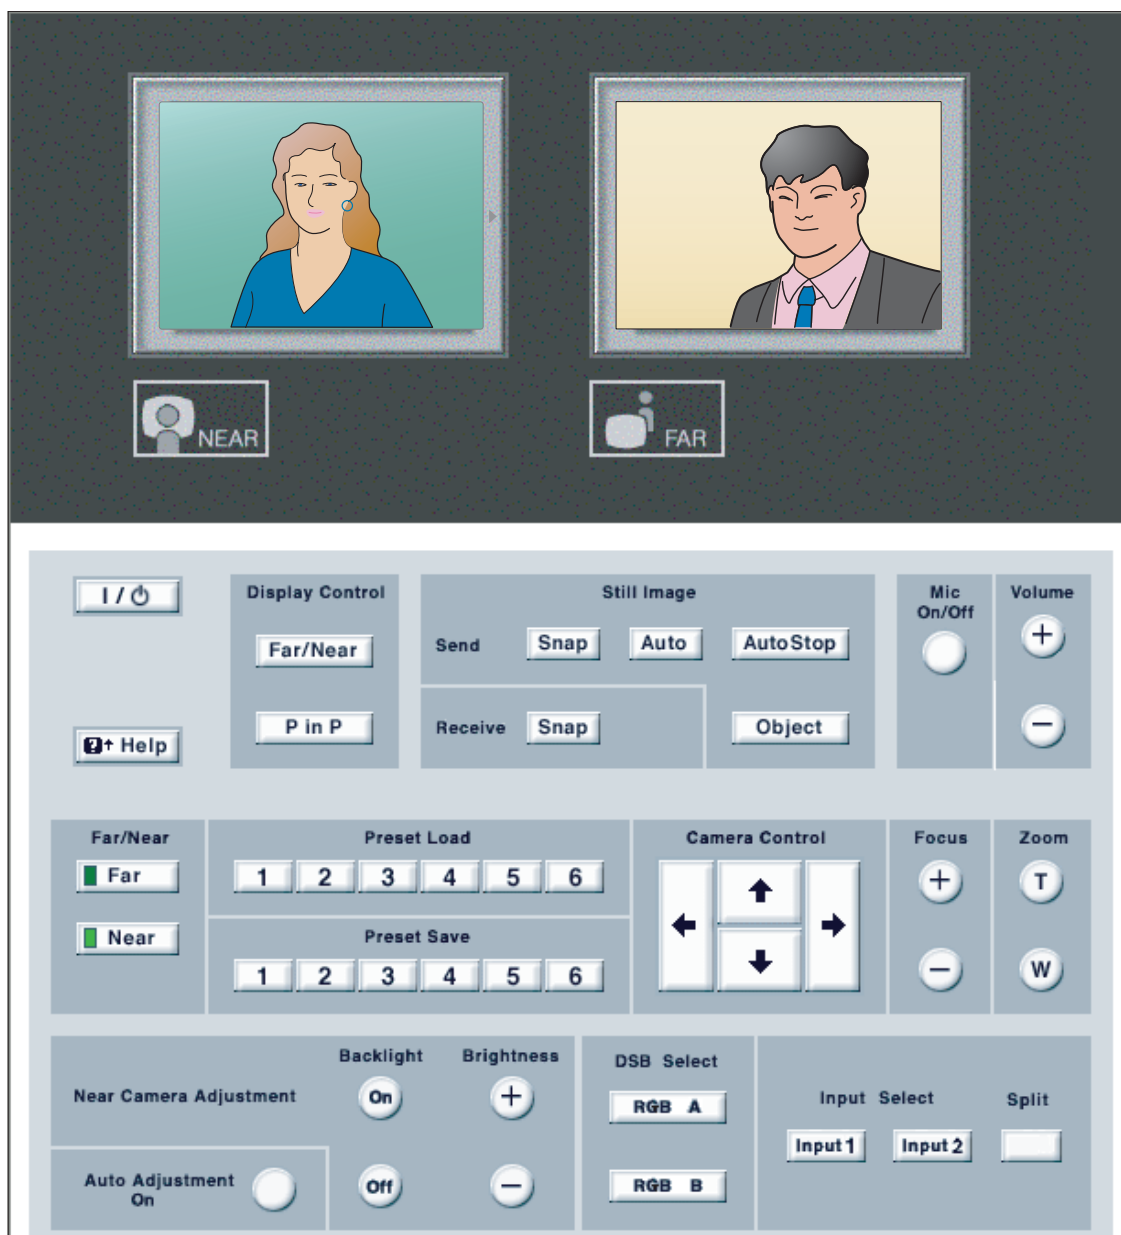 NEAR
FAR
I / ⏻
Display Control
Far/Near
P in P
Still Image
Send Snap Auto AutoStop
Receive Snap Object
Mic
On/Off
Volume
+
−
?↑ Help
Far/Near
Far
Near
Preset Load
1 2 3 4 5 6
Preset Save
1 2 3 4 5 6
Camera Control
Focus
+
−
Zoom
T
W
Near Camera Adjustment
Backlight
On
Off
Brightness
+
−
Auto Adjustment
On
DSB Select
RGB A
RGB B
Input Select
Input 1 Input 2
Split